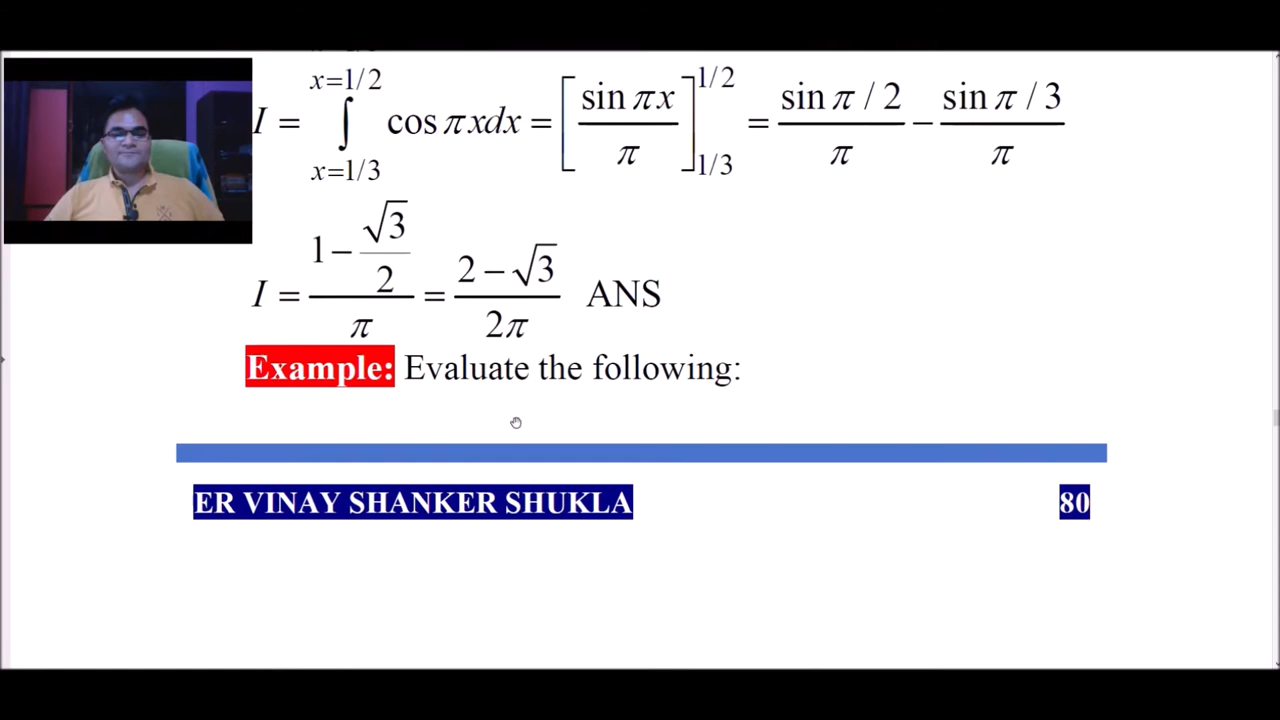 I = ∫_{x=1/3}^{x=1/2} cos πxdx = [sin πx / π]_{1/3}^{1/2} = (sin π / 2)/π − (sin π / 3)/π
I = (1 − √3/2)/π = (2 − √3)/(2π) ANS
Example: Evaluate the following:
ER VINAY SHANKER SHUKLA 80